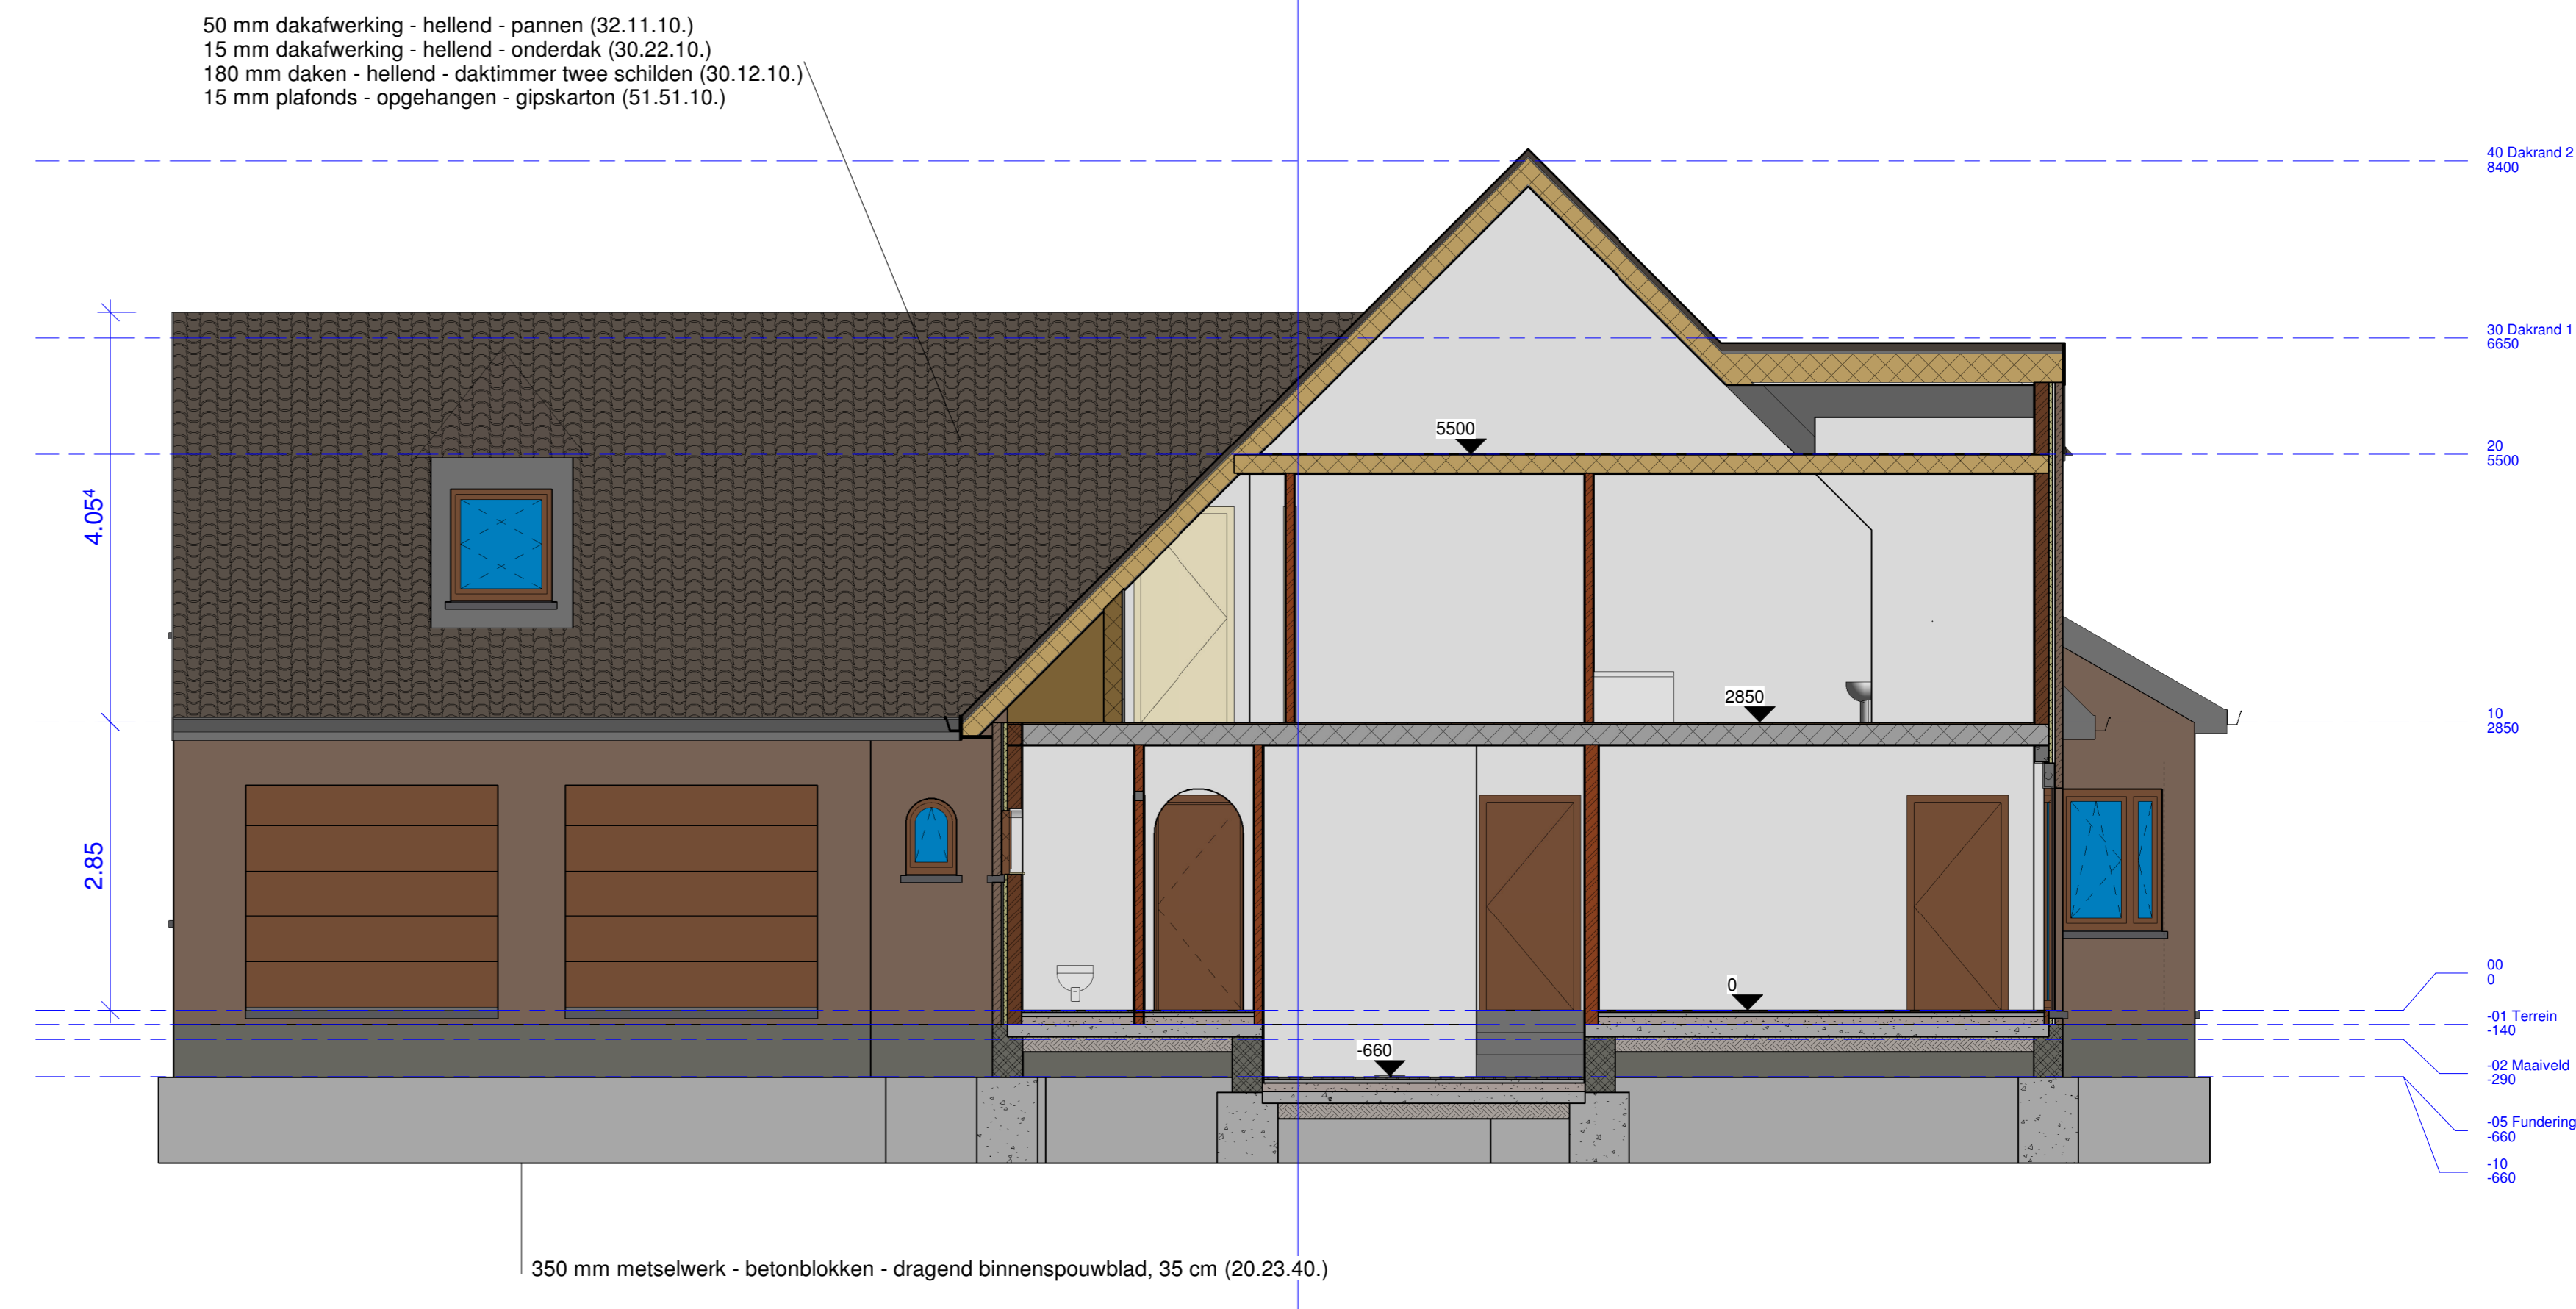 50 mm dakafwerking - hellend - pannen (32.11.10.)
15 mm dakafwerking - hellend - onderdak (30.22.10.)
180 mm daken - hellend - daktimmer twee schilden (30.12.10.)
15 mm plafonds - opgehangen - gipskarton (51.51.10.)
40 Dakrand 2
8400
30 Dakrand 1
6650
5500
20
5500
4.05⁴
2850
10
2850
2.85
0
00
0
-01 Terrein
-140
-660
-02 Maaiveld
-290
-05 Fundering
-660
-10
-660
350 mm metselwerk - betonblokken - dragend binnenspouwblad, 35 cm (20.23.40.)